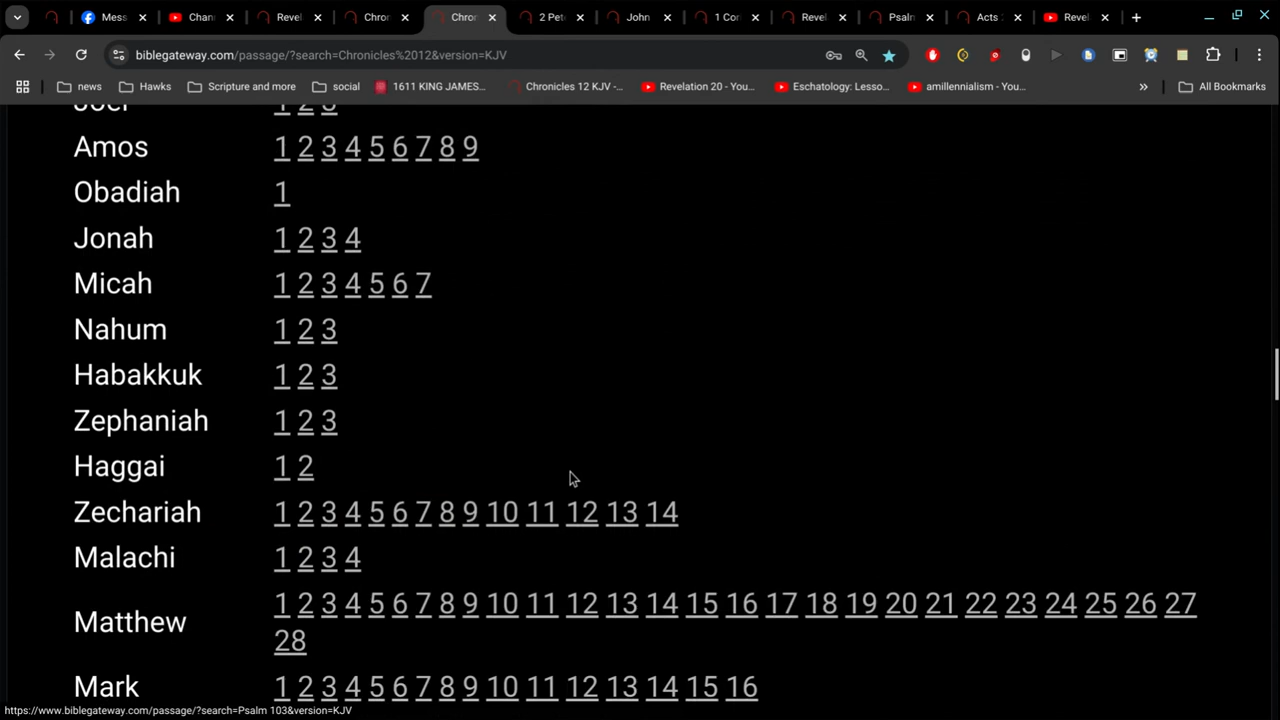 Mess
Chan
Revel
Chror
Chror
2 Pet
John
1 Cor
Revel
Psalm
Acts
Revel
biblegateway.com/passage/?search=Chronicles%2012&version=KJV
news
Hawks
Scripture and more
social
1611 KING JAMES...
Chronicles 12 KJV -...
Revelation 20 - You...
Eschatology: Lesso...
amillennialism - You...
All Bookmarks
Joel 1 2 3
Amos 1 2 3 4 5 6 7 8 9
Obadiah 1
Jonah 1 2 3 4
Micah 1 2 3 4 5 6 7
Nahum 1 2 3
Habakkuk 1 2 3
Zephaniah 1 2 3
Haggai 1 2
Zechariah 1 2 3 4 5 6 7 8 9 10 11 12 13 14
Malachi 1 2 3 4
Matthew 1 2 3 4 5 6 7 8 9 10 11 12 13 14 15 16 17 18 19 20 21 22 23 24 25 26 27
28
Mark 1 2 3 4 5 6 7 8 9 10 11 12 13 14 15 16
https://www.biblegateway.com/passage/?search=Psalm 103&version=KJV